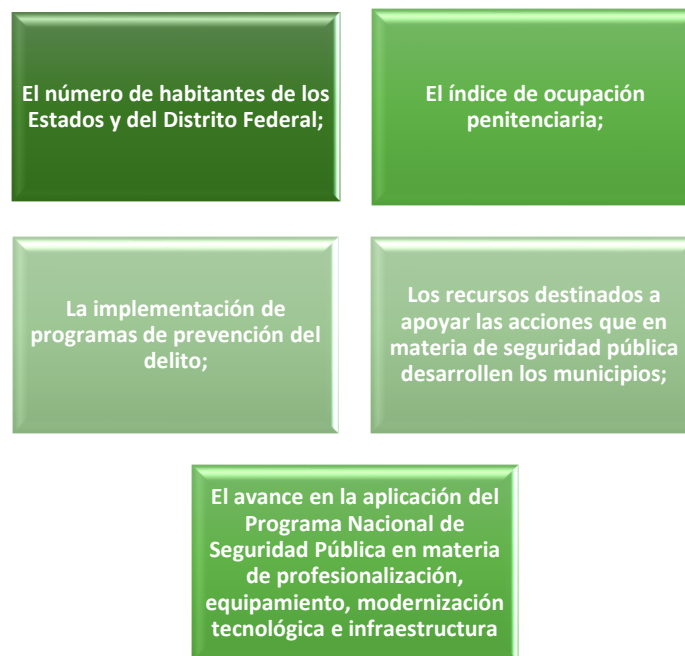 El número de habitantes de los
Estados y del Distrito Federal;
El índice de ocupación
penitenciaria;
La implementación de
programas de prevención del
delito;
Los recursos destinados a
apoyar las acciones que en
materia de seguridad pública
desarrollen los municipios;
El avance en la aplicación del
Programa Nacional de
Seguridad Pública en materia
de profesionalización,
equipamiento, modernización
tecnológica e infraestructura